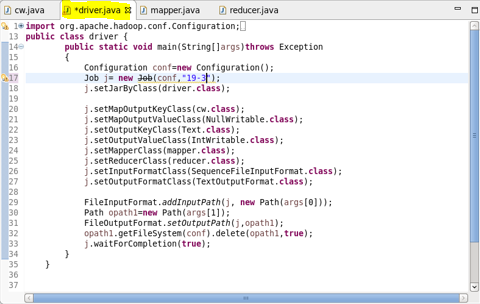 cw.java *driver.java mapper.java reducer.java
1 import org.apache.hadoop.conf.Configuration;
13 public class driver {
14 public static void main(String[]args)throws Exception
15 {
16 Configuration conf=new Configuration();
17 Job j= new Job(conf,"19-3");
18 j.setJarByClass(driver.class);
19
20 j.setMapOutputKeyClass(cw.class);
21 j.setMapOutputValueClass(NullWritable.class);
22 j.setOutputKeyClass(Text.class);
23 j.setOutputValueClass(IntWritable.class);
24 j.setMapperClass(mapper.class);
25 j.setReducerClass(reducer.class);
26 j.setInputFormatClass(SequenceFileInputFormat.class);
27 j.setOutputFormatClass(TextOutputFormat.class);
28
29 FileInputFormat.addInputPath(j, new Path(args[0]));
30 Path opath1=new Path(args[1]);
31 FileOutputFormat.setOutputPath(j,opath1);
32 opath1.getFileSystem(conf).delete(opath1,true);
33 j.waitForCompletion(true);
34 }
35 }
36
37